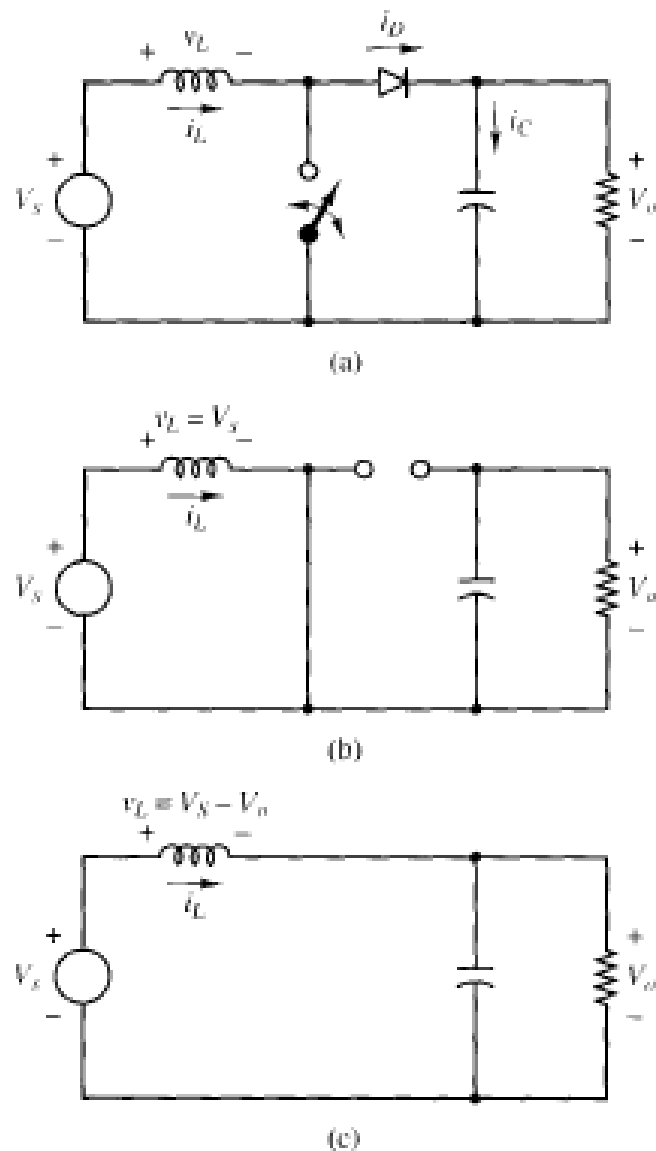 + v_L − i_D
i_L i_C
+ +
V_s V_o
− −
(a)
v_L = V_s
+ −
i_L
+ +
V_s V_o
− −
(b)
v_L = V_S − V_o
+ −
i_L
+ +
V_s V_o
− −
(c)